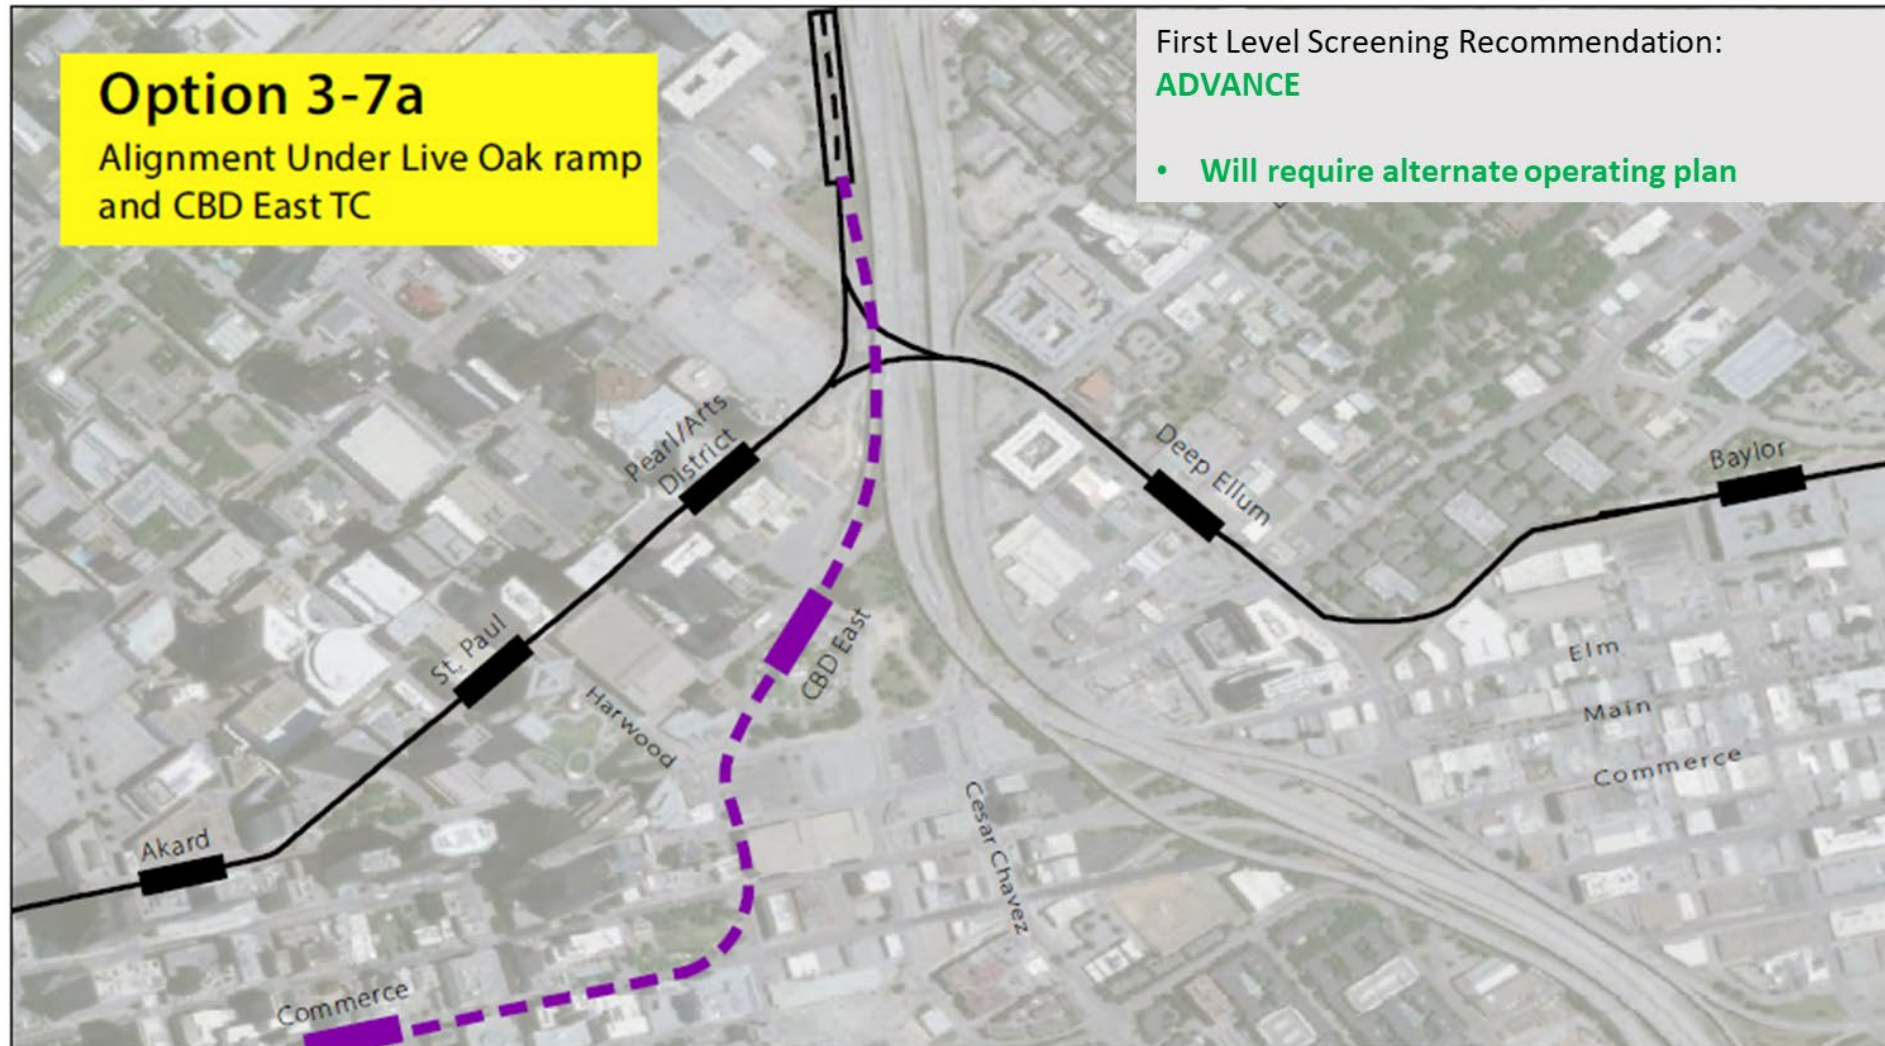 Option 3-7a
Alignment Under Live Oak ramp
and CBD East TC
First Level Screening Recommendation:
ADVANCE
• Will require alternate operating plan
Pearl/Arts
District
Deep Ellum
Baylor
St. Paul
CBD East
Harwood
Elm
Main
Commerce
Cesar Chavez
Akard
Commerce